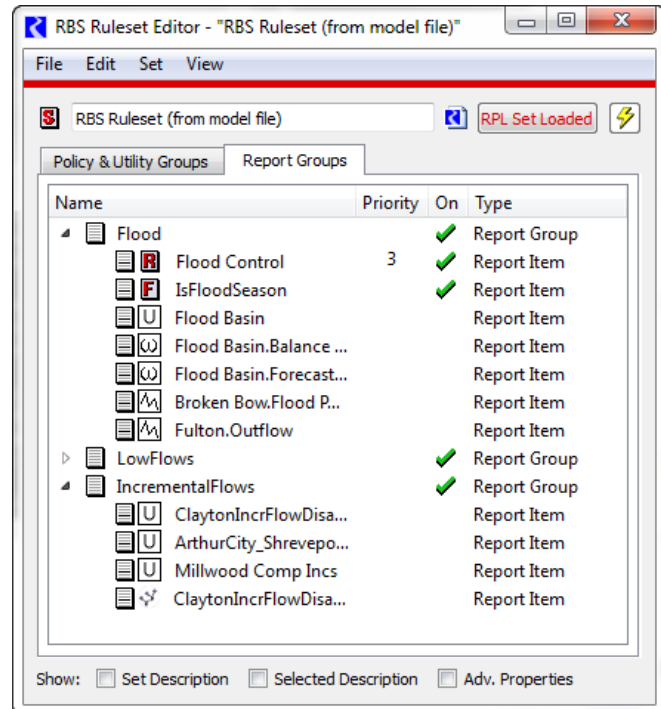 RBS Ruleset Editor - "RBS Ruleset (from model file)"
File Edit Set View
S RBS Ruleset (from model file) RPL Set Loaded
Policy & Utility Groups Report Groups
Name Priority On Type
Flood Report Group
R Flood Control 3 Report Item
F IsFloodSeason Report Item
U Flood Basin Report Item
ω Flood Basin.Balance ... Report Item
ω Flood Basin.Forecast... Report Item
Broken Bow.Flood P... Report Item
Fulton.Outflow Report Item
LowFlows Report Group
IncrementalFlows Report Group
U ClaytonIncrFlowDisa... Report Item
U ArthurCity_Shrevepo... Report Item
U Millwood Comp Incs Report Item
ClaytonIncrFlowDisa... Report Item
Show: Set Description Selected Description Adv. Properties